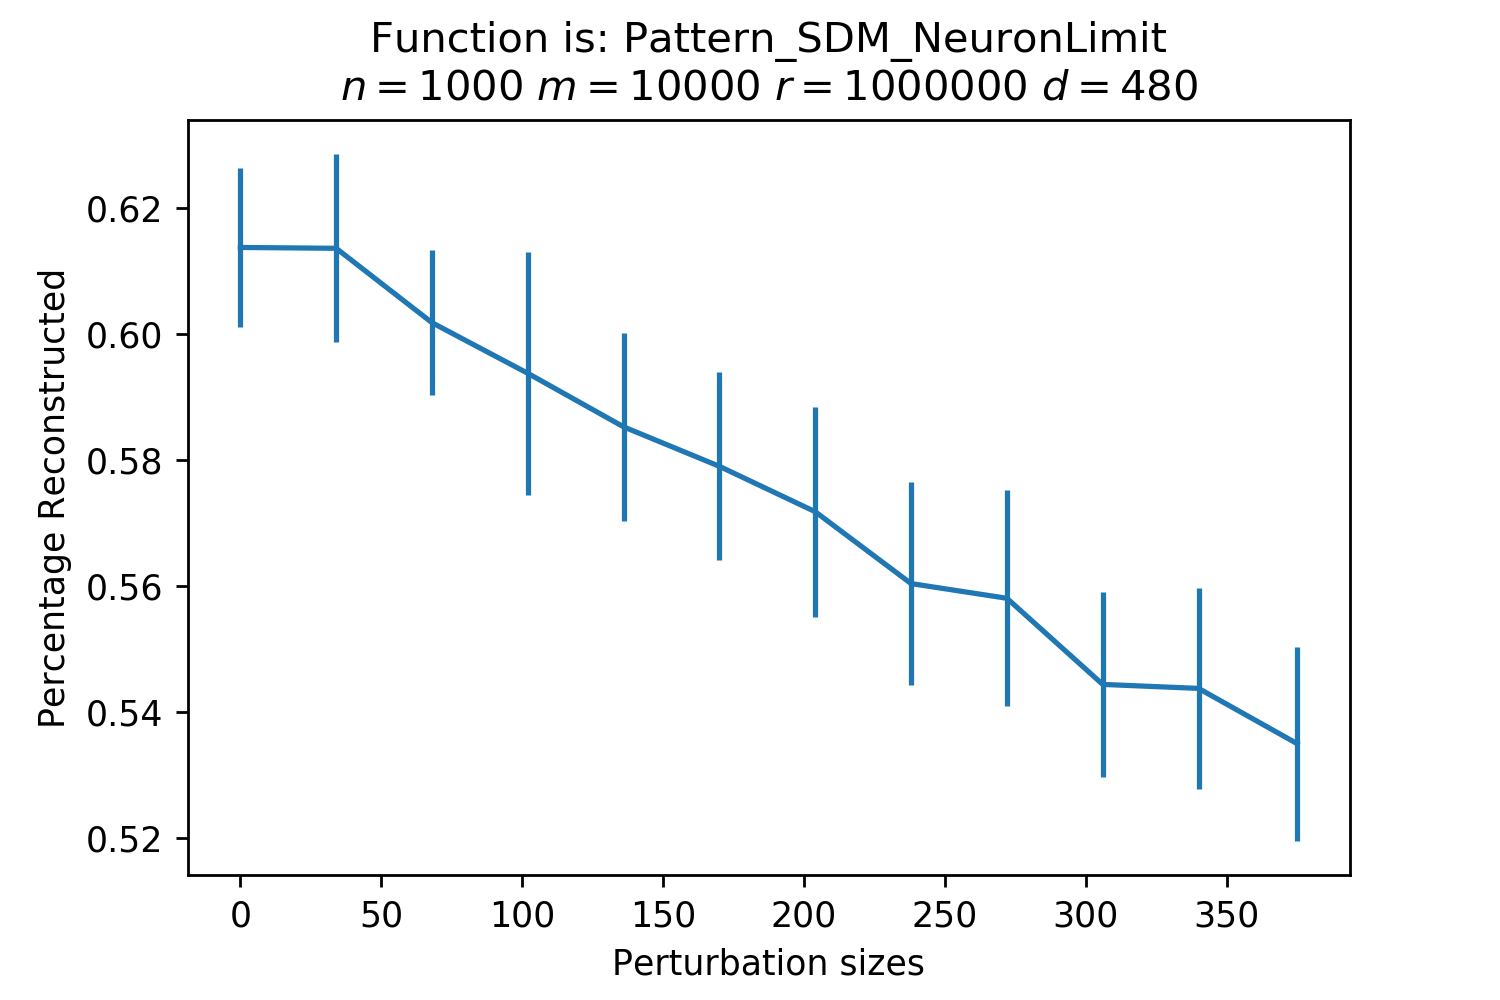 Function is: Pattern_SDM_NeuronLimit
n = 1000 m = 10000 r = 1000000 d = 480
Percentage Reconstructed
0.62
0.60
0.58
0.56
0.54
0.52
0 50 100 150 200 250 300 350
Perturbation sizes